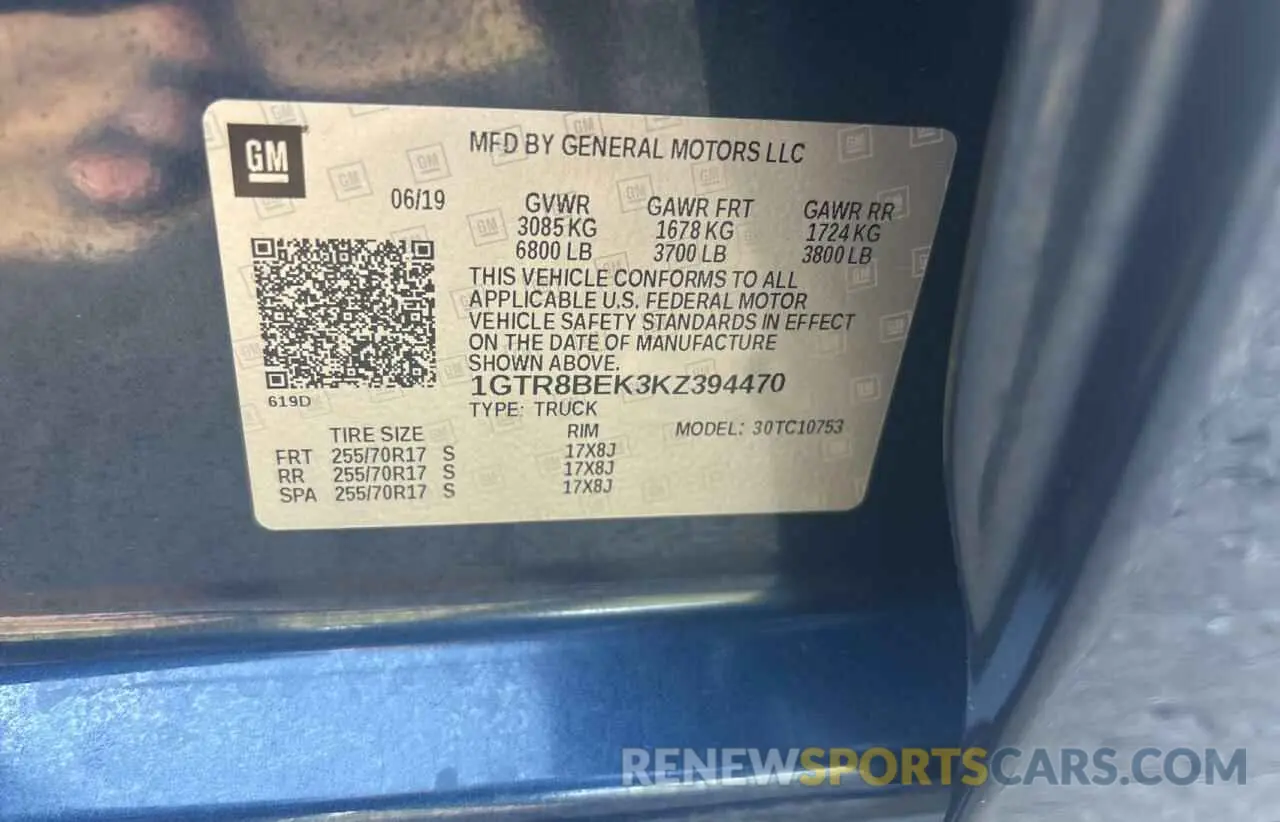 GM
MFD BY GENERAL MOTORS LLC
06/19
GVWR GAWR FRT GAWR RR
3085 KG 1678 KG 1724 KG
6800 LB 3700 LB 3800 LB
THIS VEHICLE CONFORMS TO ALL
APPLICABLE U.S. FEDERAL MOTOR
VEHICLE SAFETY STANDARDS IN EFFECT
ON THE DATE OF MANUFACTURE
SHOWN ABOVE.
1GTR8BEK3KZ394470
619D
TYPE: TRUCK
TIRE SIZE RIM MODEL: 30TC10753
FRT 255/70R17 S 17X8J
RR 255/70R17 S 17X8J
SPA 255/70R17 S 17X8J
RENEWSPORTSCARS.COM